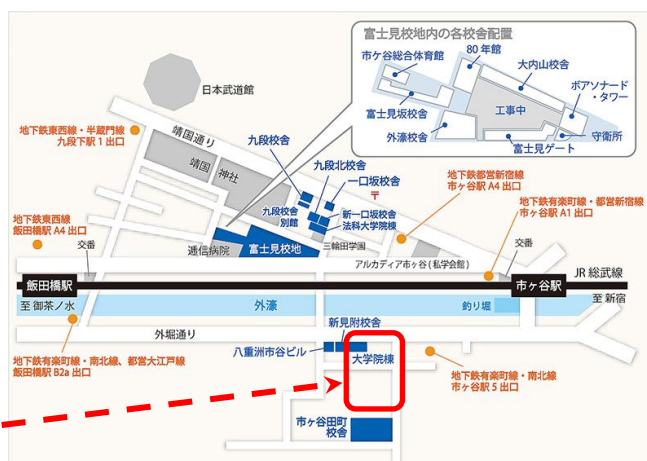 富士見校地内の各校舎配置
市ケ谷総合体育館
80 年館
大内山校舎
ボアソナード
・タワー
工事中
富士見坂校舎
外濠校舎
富士見ゲート
守衛所
日本武道館
地下鉄東西線・半蔵門線
九段下駅 1 出口
靖国通り
靖国
神社
九段校舎
九段北校舎
一口坂校舎
〒
地下鉄都営新宿線
市ヶ谷駅 A4 出口
地下鉄有楽町線・都営新宿線
市ヶ谷駅 A1 出口
地下鉄東西線
飯田橋駅 A4 出口
九段校舎
別館
新一口坂校舎
法科大学院棟
交番
逓信病院
富士見校地
三輪田学園
アルカディア市ヶ谷 ( 私学会館 )
交番
飯田橋駅
市ヶ谷駅
JR 総武線
至 御茶ノ水
外濠
釣り堀
至 新宿
外堀通り
新見附校舎
八重洲市谷ビル
大学院棟
地下鉄有楽町線・南北線、都営大江戸線
飯田橋駅 B2a 出口
地下鉄有楽町線・南北線
市ヶ谷駅 5 出口
市ケ谷田町
校舎